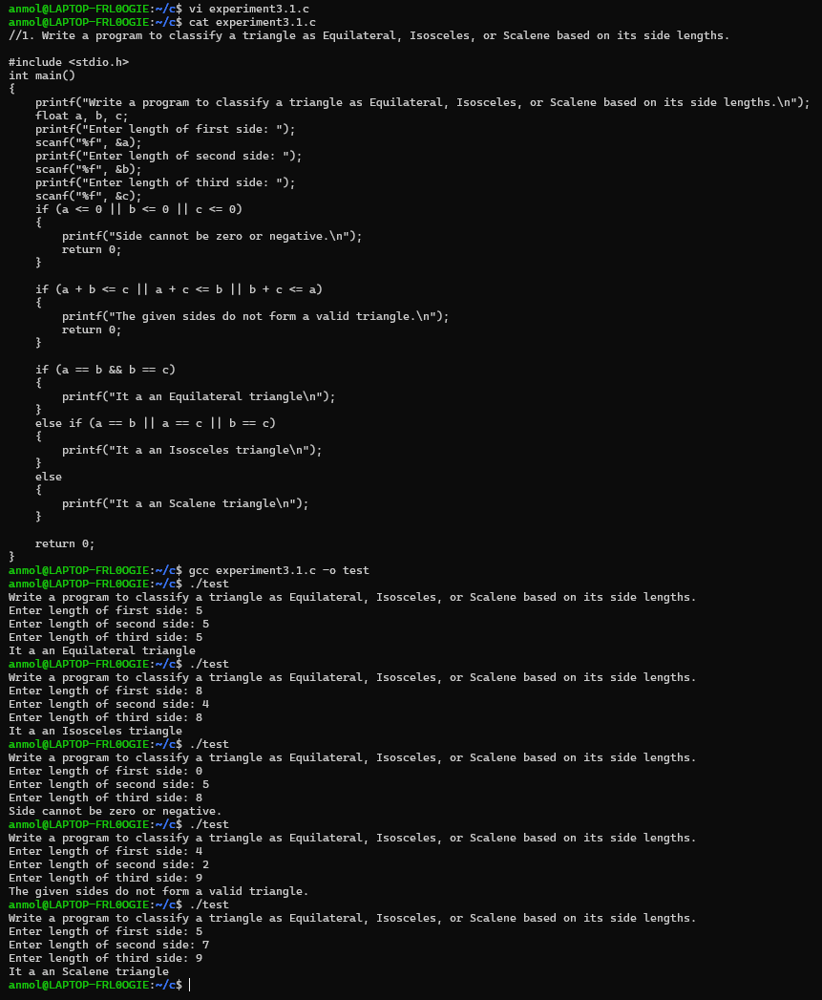 anmol@LAPTOP-FRL0OGIE:~/c$ vi experiment3.1.c
anmol@LAPTOP-FRL0OGIE:~/c$ cat experiment3.1.c
//1. Write a program to classify a triangle as Equilateral, Isosceles, or Scalene based on its side lengths.

#include <stdio.h>
int main()
{
    printf("Write a program to classify a triangle as Equilateral, Isosceles, or Scalene based on its side lengths.\n");
    float a, b, c;
    printf("Enter length of first side: ");
    scanf("%f", &a);
    printf("Enter length of second side: ");
    scanf("%f", &b);
    printf("Enter length of third side: ");
    scanf("%f", &c);
    if (a <= 0 || b <= 0 || c <= 0)
    {
        printf("Side cannot be zero or negative.\n");
        return 0;
    }

    if (a + b <= c || a + c <= b || b + c <= a)
    {
        printf("The given sides do not form a valid triangle.\n");
        return 0;
    }

    if (a == b && b == c)
    {
        printf("It a an Equilateral triangle\n");
    }
    else if (a == b || a == c || b == c)
    {
        printf("It a an Isosceles triangle\n");
    }
    else
    {
        printf("It a an Scalene triangle\n");
    }

    return 0;
}
anmol@LAPTOP-FRL0OGIE:~/c$ gcc experiment3.1.c -o test
anmol@LAPTOP-FRL0OGIE:~/c$ ./test
Write a program to classify a triangle as Equilateral, Isosceles, or Scalene based on its side lengths.
Enter length of first side: 5
Enter length of second side: 5
Enter length of third side: 5
It a an Equilateral triangle
anmol@LAPTOP-FRL0OGIE:~/c$ ./test
Write a program to classify a triangle as Equilateral, Isosceles, or Scalene based on its side lengths.
Enter length of first side: 8
Enter length of second side: 4
Enter length of third side: 8
It a an Isosceles triangle
anmol@LAPTOP-FRL0OGIE:~/c$ ./test
Write a program to classify a triangle as Equilateral, Isosceles, or Scalene based on its side lengths.
Enter length of first side: 0
Enter length of second side: 5
Enter length of third side: 8
Side cannot be zero or negative.
anmol@LAPTOP-FRL0OGIE:~/c$ ./test
Write a program to classify a triangle as Equilateral, Isosceles, or Scalene based on its side lengths.
Enter length of first side: 4
Enter length of second side: 2
Enter length of third side: 9
The given sides do not form a valid triangle.
anmol@LAPTOP-FRL0OGIE:~/c$ ./test
Write a program to classify a triangle as Equilateral, Isosceles, or Scalene based on its side lengths.
Enter length of first side: 5
Enter length of second side: 7
Enter length of third side: 9
It a an Scalene triangle
anmol@LAPTOP-FRL0OGIE:~/c$